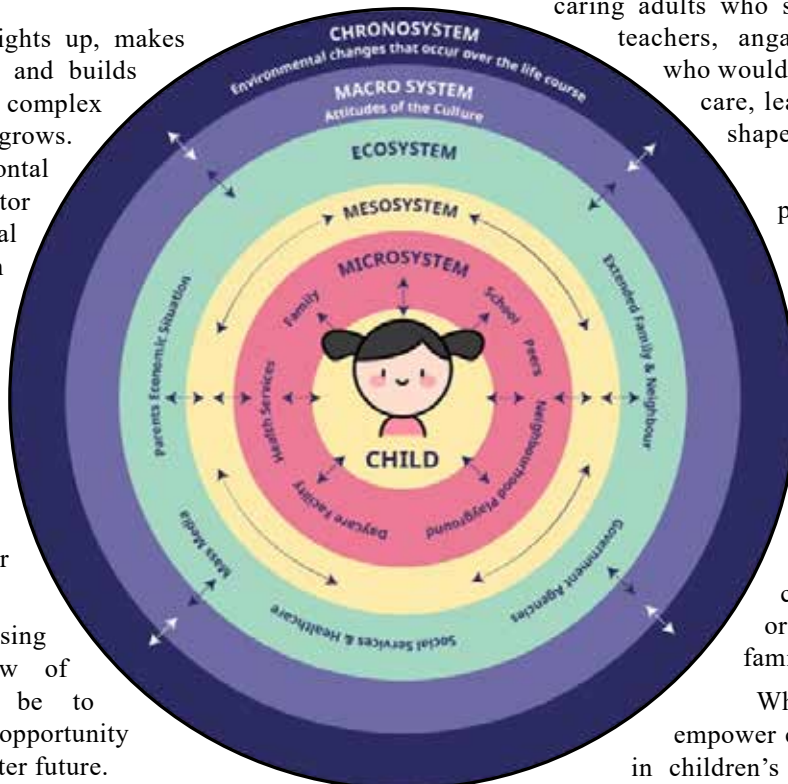 ights up, makes
and builds
complex
grows.
ontal
tor
al
r
sing
w of
be to
opportunity
ter future.
CHRONOSYSTEM
Environmental changes that occur over the life course
MACRO SYSTEM
Attitudes of the Culture
ECOSYSTEM
MESOSYSTEM
MICROSYSTEM
Family
School
Peers
Health Services
Neighbourhood Playground
Daycare Facility
CHILD
Parents Economic Situation
Extended Family & Neighbour
Mass Media
Government Agencies
Social Services & Healthcare
caring adults who s
teachers, anga
who would
care, lea
shape
p
c
or
fami
Wh
empower c
in children's